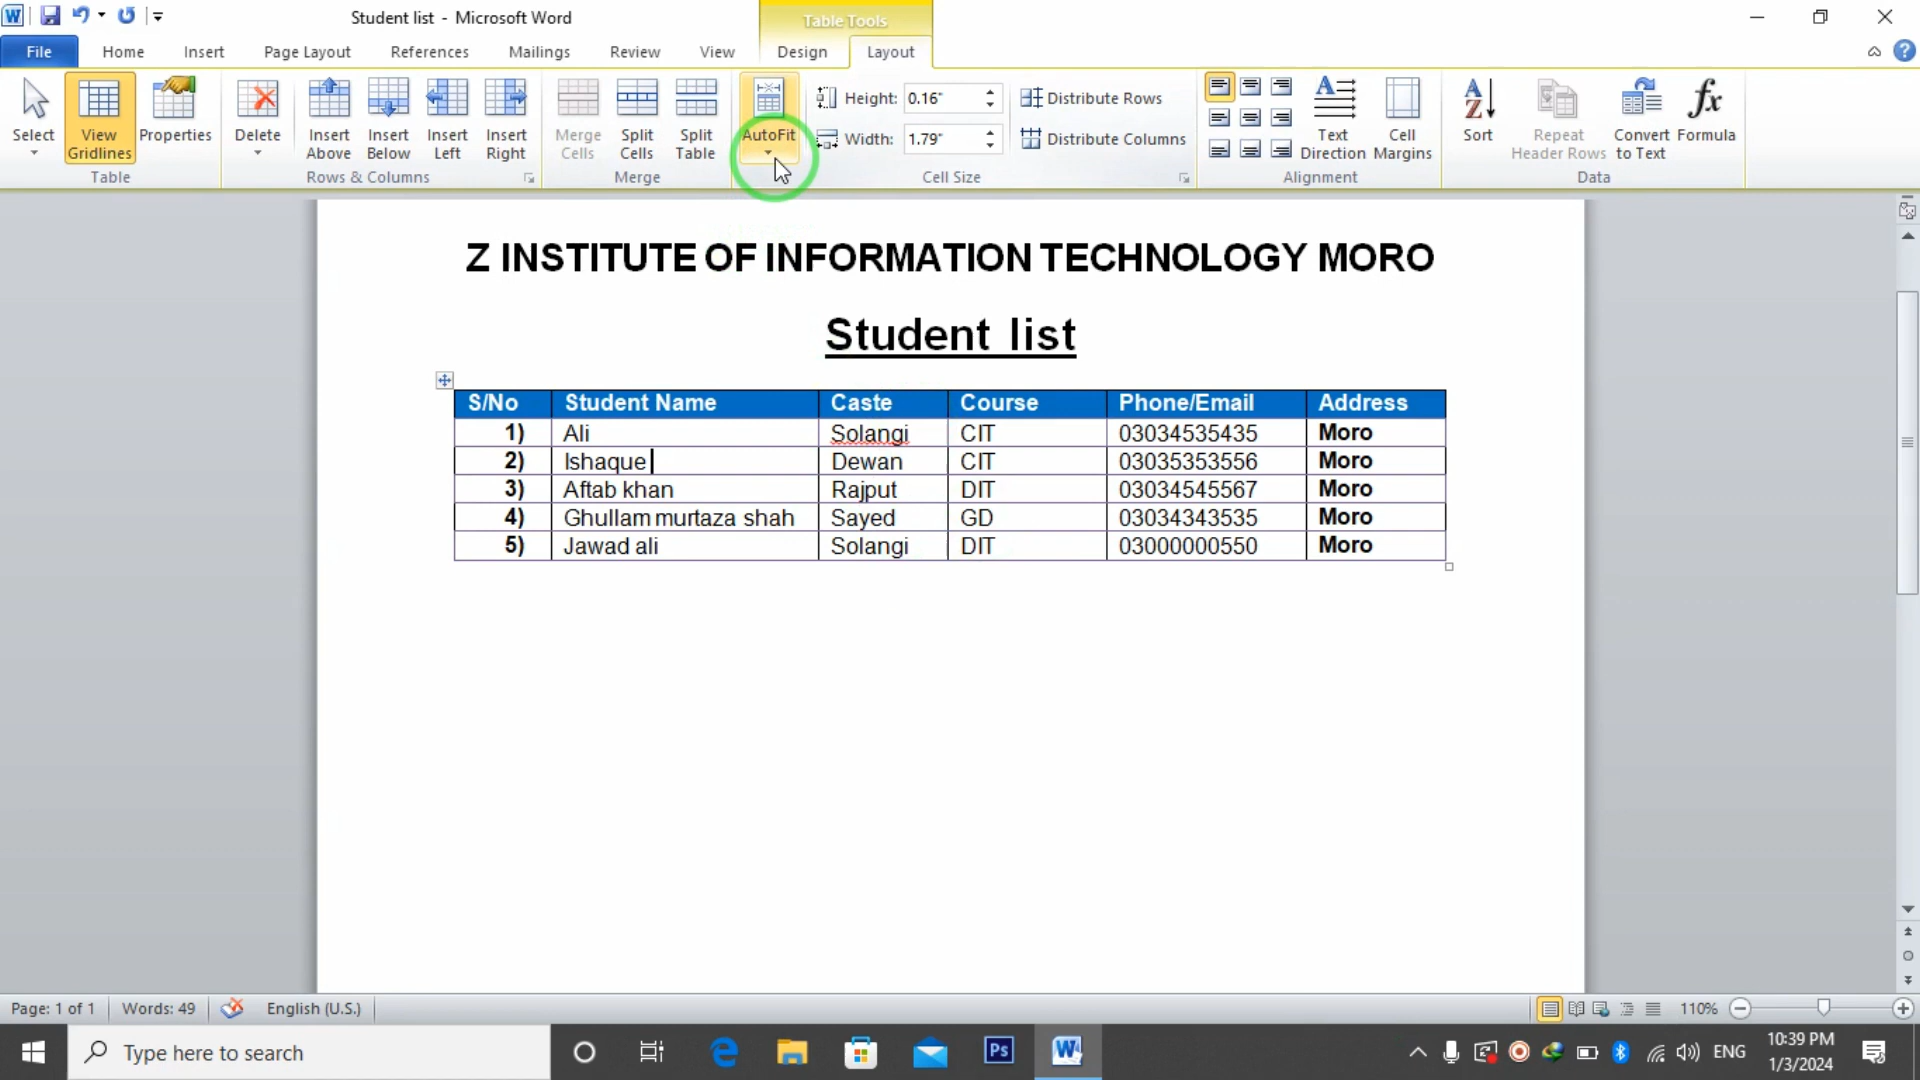 Student list - Microsoft Word
Table Tools
File Home Insert Page Layout References Mailings Review View Design Layout
Select
View Gridlines
Properties
Table
Delete
Insert Above
Insert Below
Insert Left
Insert Right
Rows & Columns
Merge Cells
Split Cells
Split Table
Merge
AutoFit
Height: 0.16"
Width: 1.79"
Distribute Rows
Distribute Columns
Cell Size
Text Direction
Cell Margins
Alignment
Sort
Repeat Header Rows
Convert to Text
Formula
Data
Z INSTITUTE OF INFORMATION TECHNOLOGY MORO
Student list
S/No Student Name Caste Course Phone/Email Address
1) Ali Solangi CIT 03034535435 Moro
2) Ishaque Dewan CIT 03035353556 Moro
3) Aftab khan Rajput DIT 03034545567 Moro
4) Ghullam murtaza shah Sayed GD 03034343535 Moro
5) Jawad ali Solangi DIT 03000000550 Moro
Page: 1 of 1 Words: 49 English (U.S.) 110%
Type here to search
Ps
ENG
10:39 PM
1/3/2024